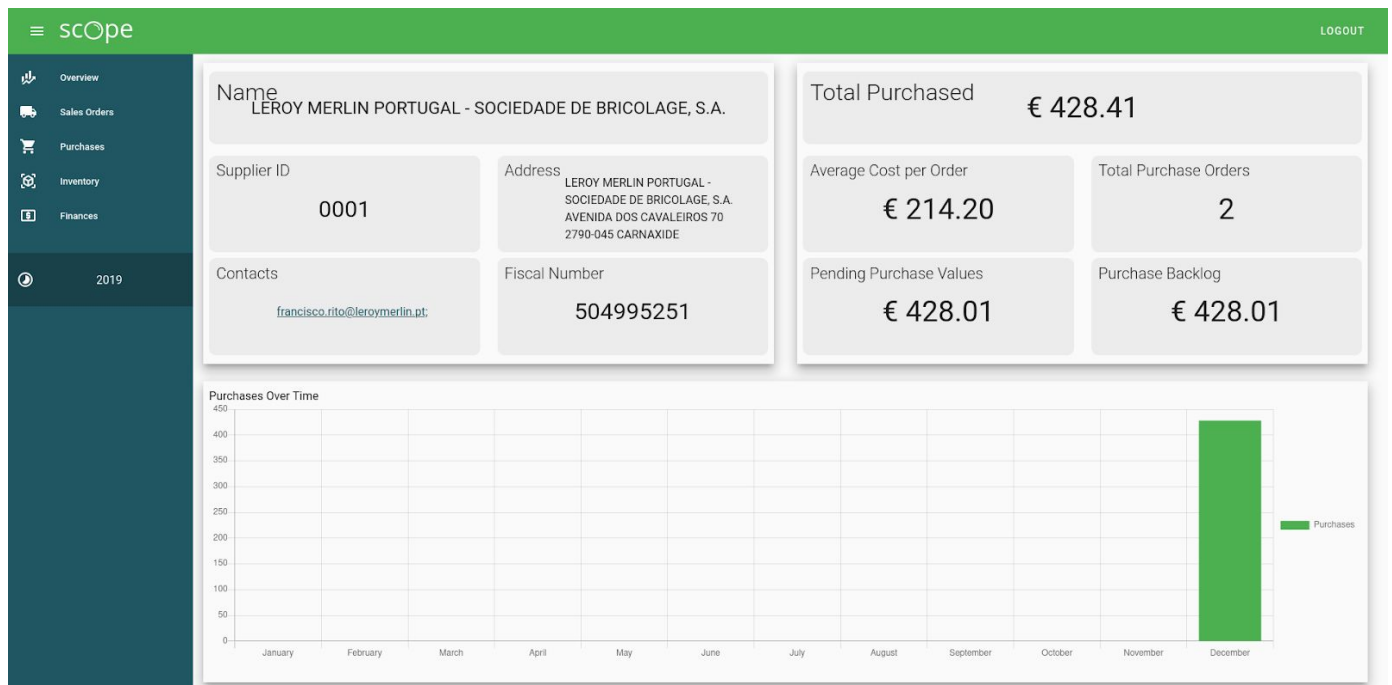 scope
LOGOUT
Overview
Sales Orders
Purchases
Inventory
Finances
2019
Name
LEROY MERLIN PORTUGAL - SOCIEDADE DE BRICOLAGE, S.A.
Supplier ID
0001
Address
LEROY MERLIN PORTUGAL -
SOCIEDADE DE BRICOLAGE, S.A.
AVENIDA DOS CAVALEIROS 70
2790-045 CARNAXIDE
Contacts
francisco.rito@leroymerlin.pt;
Fiscal Number
504995251
Total Purchased
€ 428.41
Average Cost per Order
€ 214.20
Total Purchase Orders
2
Pending Purchase Values
€ 428.01
Purchase Backlog
€ 428.01
Purchases Over Time
450
400
350
300
250
200
150
100
50
0
January February March April May June July August September October November December
Purchases